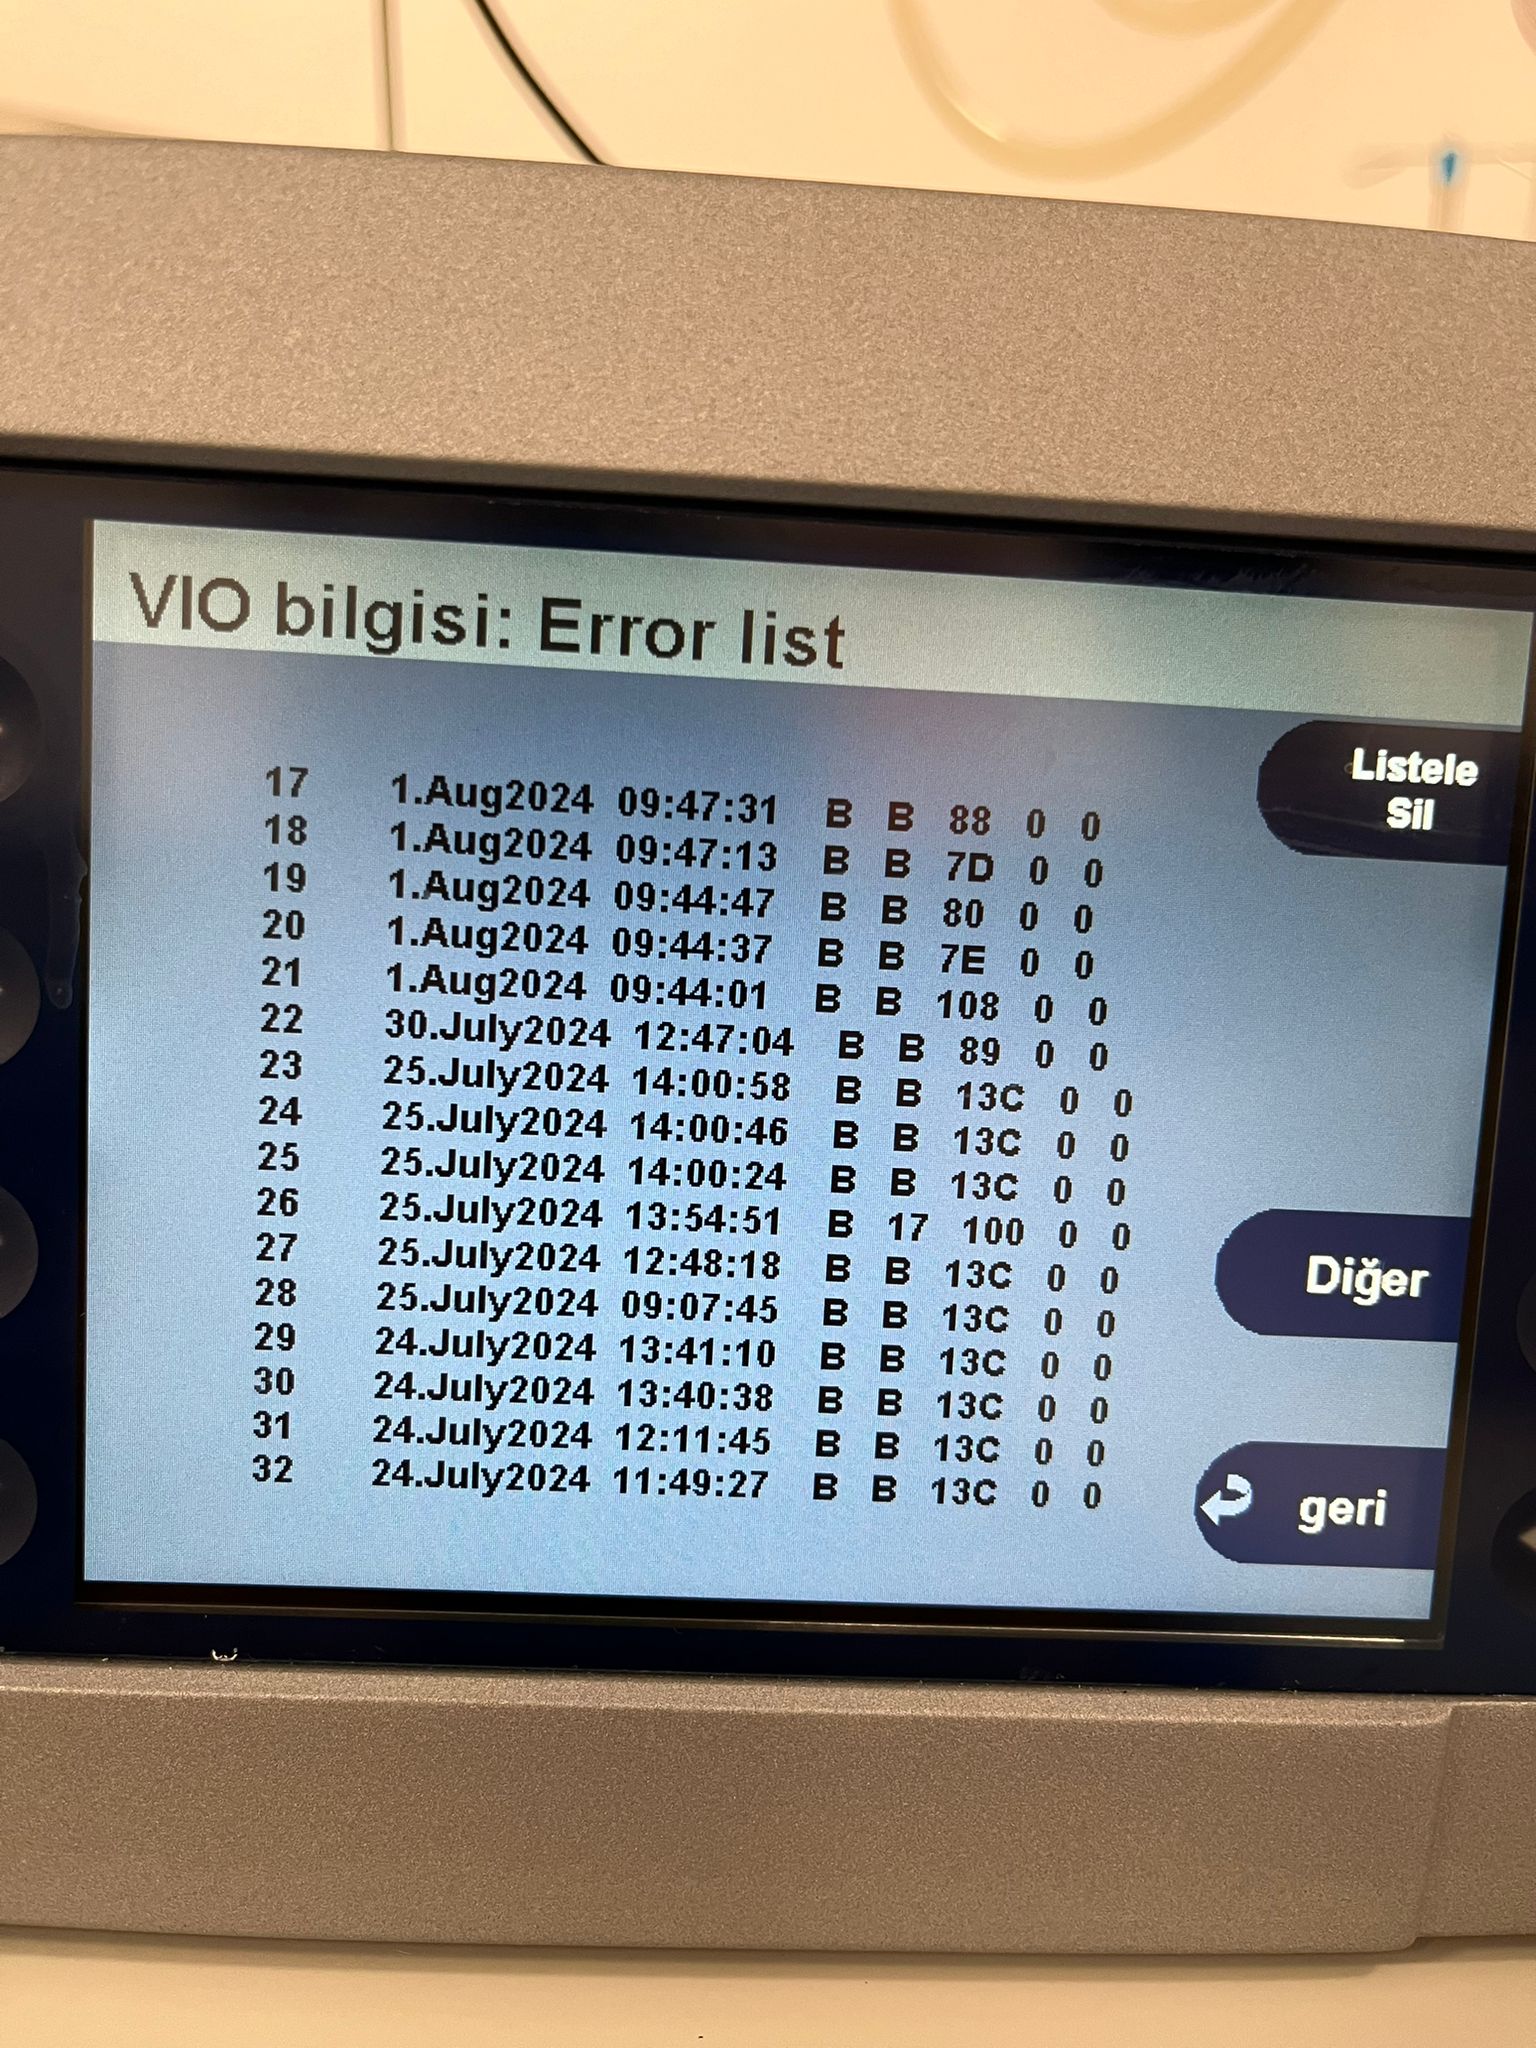 VIO bilgisi: Error list
Listele
Sil
17 1.Aug2024 09:47:31 B B 88 0 0
18 1.Aug2024 09:47:13 B B 7D 0 0
19 1.Aug2024 09:44:47 B B 80 0 0
20 1.Aug2024 09:44:37 B B 7E 0 0
21 1.Aug2024 09:44:01 B B 108 0 0
22 30.July2024 12:47:04 B B 89 0 0
23 25.July2024 14:00:58 B B 13C 0 0
24 25.July2024 14:00:46 B B 13C 0 0
25 25.July2024 14:00:24 B B 13C 0 0
26 25.July2024 13:54:51 B 17 100 0 0
27 25.July2024 12:48:18 B B 13C 0 0
28 25.July2024 09:07:45 B B 13C 0 0
29 24.July2024 13:41:10 B B 13C 0 0
30 24.July2024 13:40:38 B B 13C 0 0
31 24.July2024 12:11:45 B B 13C 0 0
32 24.July2024 11:49:27 B B 13C 0 0
Diğer
geri